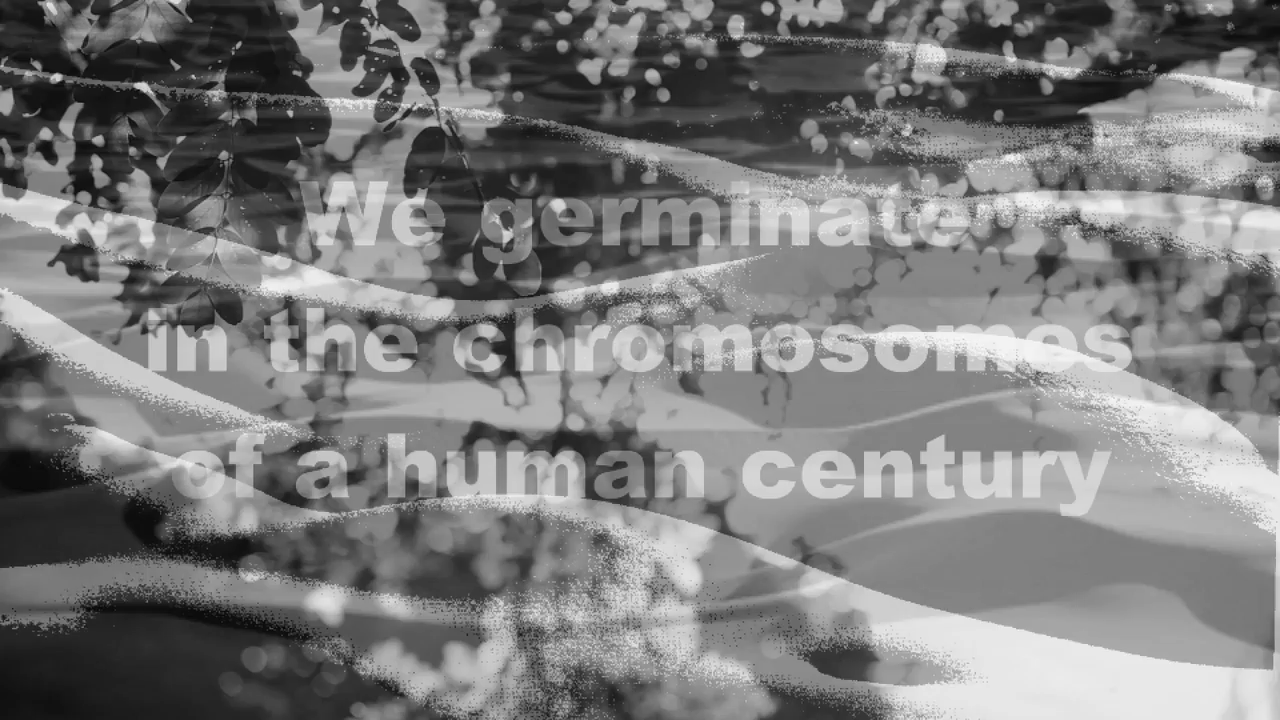 We germinate
in the chromosomes
of a human century